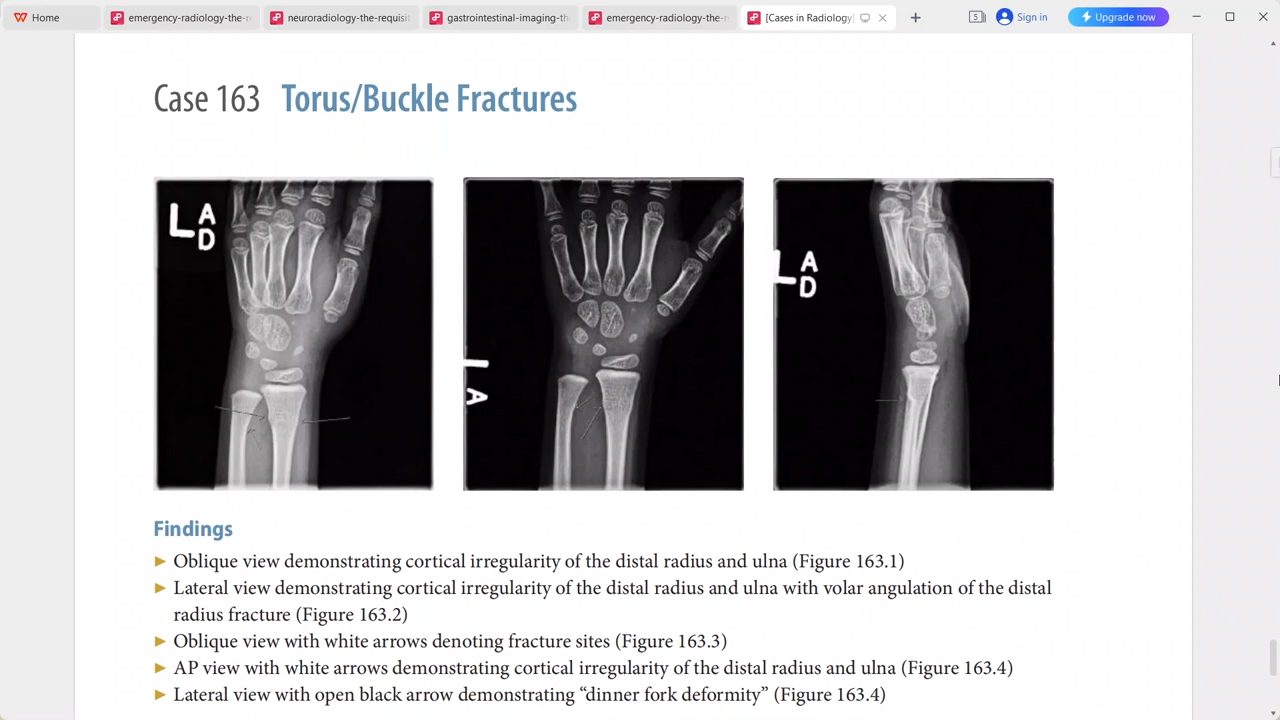 Home
emergency-radiology-the-r
neuroradiology-the-requisit
gastrointestinal-imaging-th
emergency-radiology-the-r
[Cases in Radiology]
5
Sign in
Upgrade now
Case 163 Torus/Buckle Fractures
L A D
L A
L A D
Findings
► Oblique view demonstrating cortical irregularity of the distal radius and ulna (Figure 163.1)
► Lateral view demonstrating cortical irregularity of the distal radius and ulna with volar angulation of the distal
radius fracture (Figure 163.2)
► Oblique view with white arrows denoting fracture sites (Figure 163.3)
► AP view with white arrows demonstrating cortical irregularity of the distal radius and ulna (Figure 163.4)
► Lateral view with open black arrow demonstrating “dinner fork deformity” (Figure 163.4)